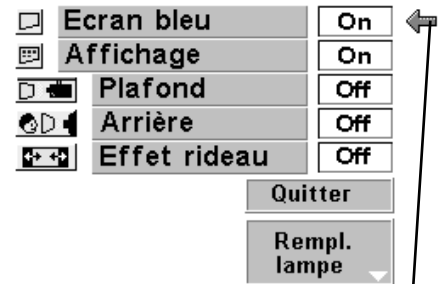 Ecran bleu On
Affichage On
Plafond Off
Arrière Off
Effet rideau Off
Quitter
Rempl.
lampe